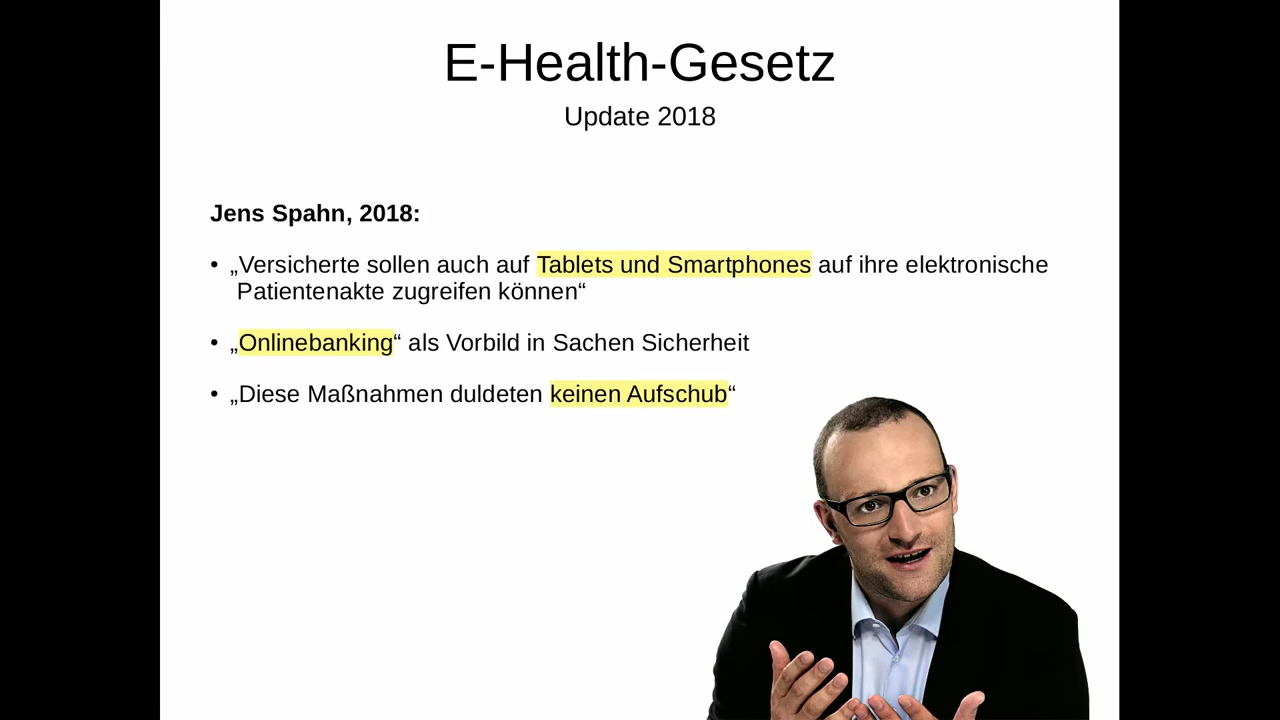 E-Health-Gesetz
Update 2018
Jens Spahn, 2018:
• „Versicherte sollen auch auf Tablets und Smartphones auf ihre elektronische
Patientenakte zugreifen können“
• „Onlinebanking“ als Vorbild in Sachen Sicherheit
• „Diese Maßnahmen duldeten keinen Aufschub“